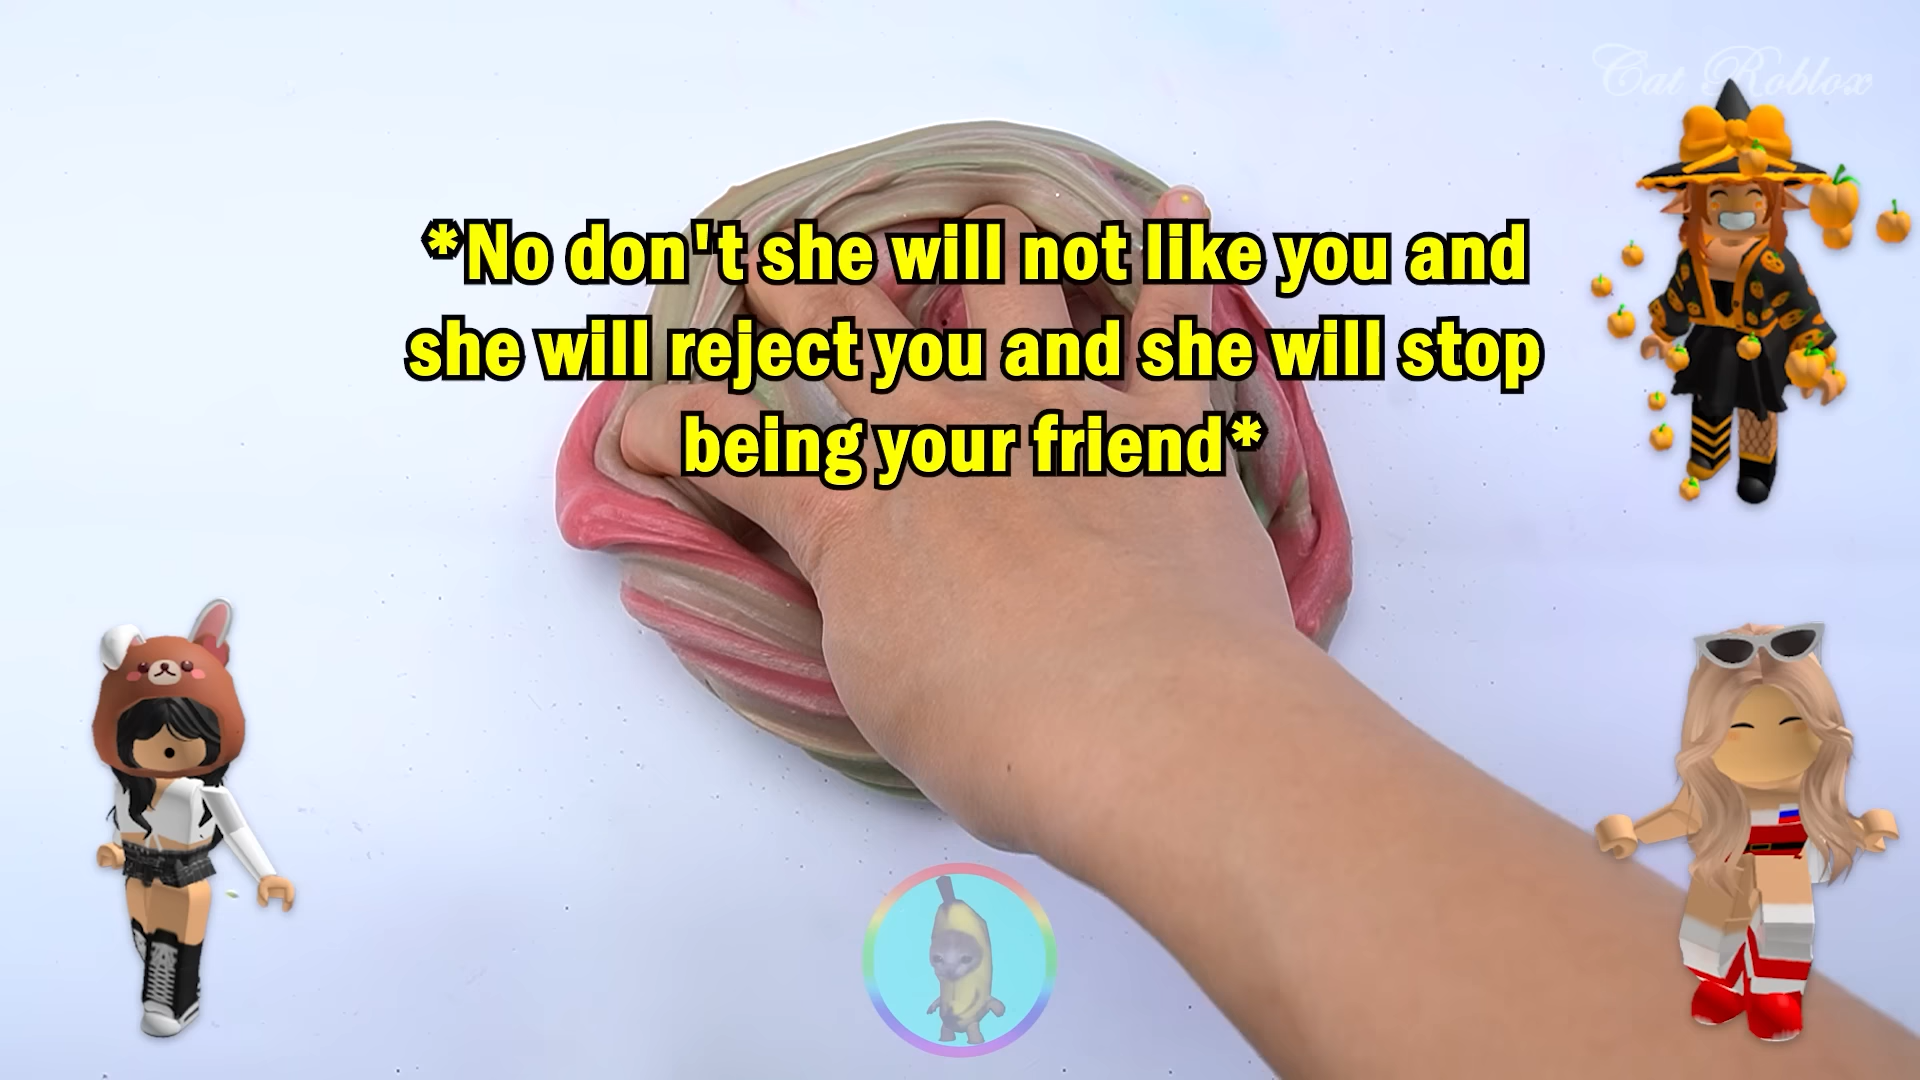 Cat Roblox
*No don't she will not like you and
she will reject you and she will stop
being your friend*